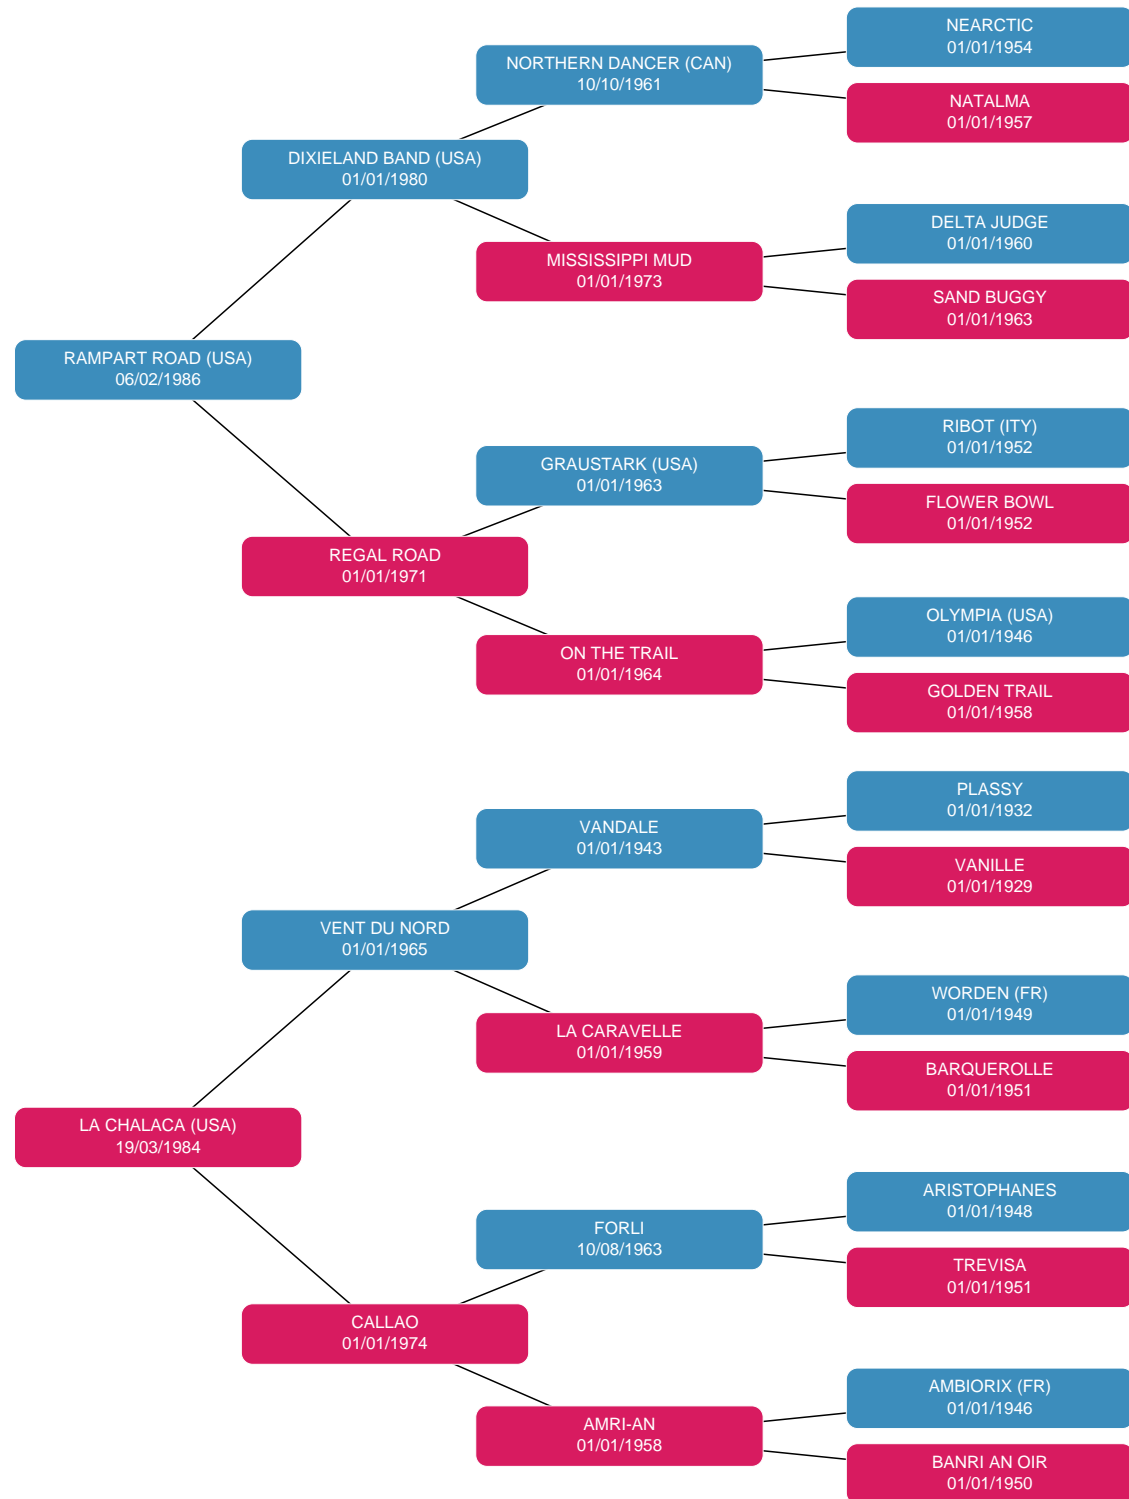 NEARCTIC
01/01/1954
NORTHERN DANCER (CAN)
10/10/1961
NATALMA
01/01/1957
DIXIELAND BAND (USA)
01/01/1980
DELTA JUDGE
01/01/1960
MISSISSIPPI MUD
01/01/1973
SAND BUGGY
01/01/1963
RAMPART ROAD (USA)
06/02/1986
RIBOT (ITY)
01/01/1952
GRAUSTARK (USA)
01/01/1963
FLOWER BOWL
01/01/1952
REGAL ROAD
01/01/1971
OLYMPIA (USA)
01/01/1946
ON THE TRAIL
01/01/1964
GOLDEN TRAIL
01/01/1958
PLASSY
01/01/1932
VANDALE
01/01/1943
VANILLE
01/01/1929
VENT DU NORD
01/01/1965
WORDEN (FR)
01/01/1949
LA CARAVELLE
01/01/1959
BARQUEROLLE
01/01/1951
LA CHALACA (USA)
19/03/1984
ARISTOPHANES
01/01/1948
FORLI
10/08/1963
TREVISA
01/01/1951
CALLAO
01/01/1974
AMBIORIX (FR)
01/01/1946
AMRI-AN
01/01/1958
BANRI AN OIR
01/01/1950